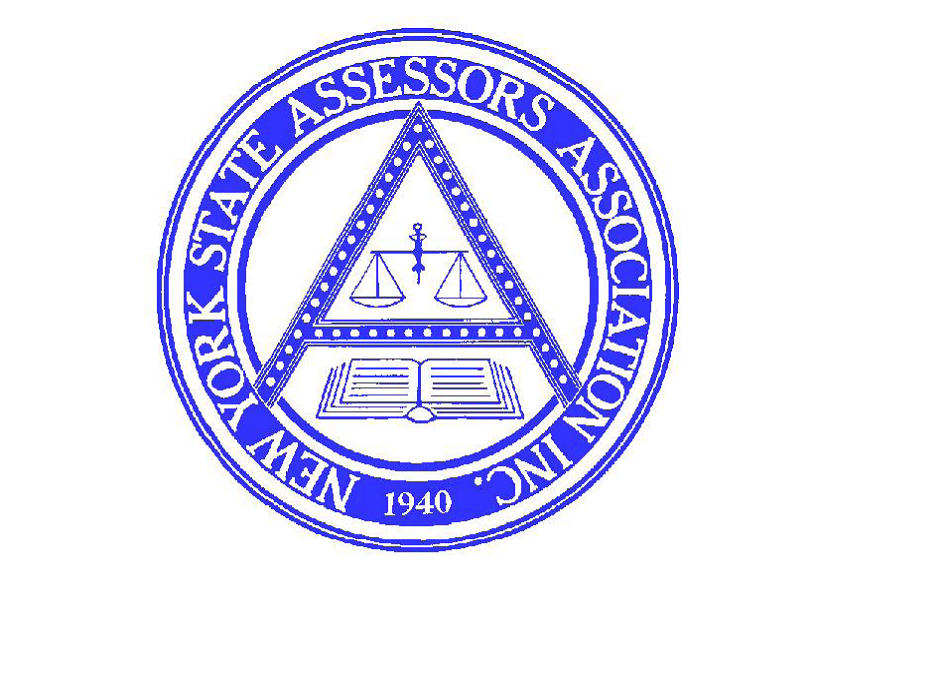 NEW YORK STATE ASSESSORS ASSOCIATION INC.
1940